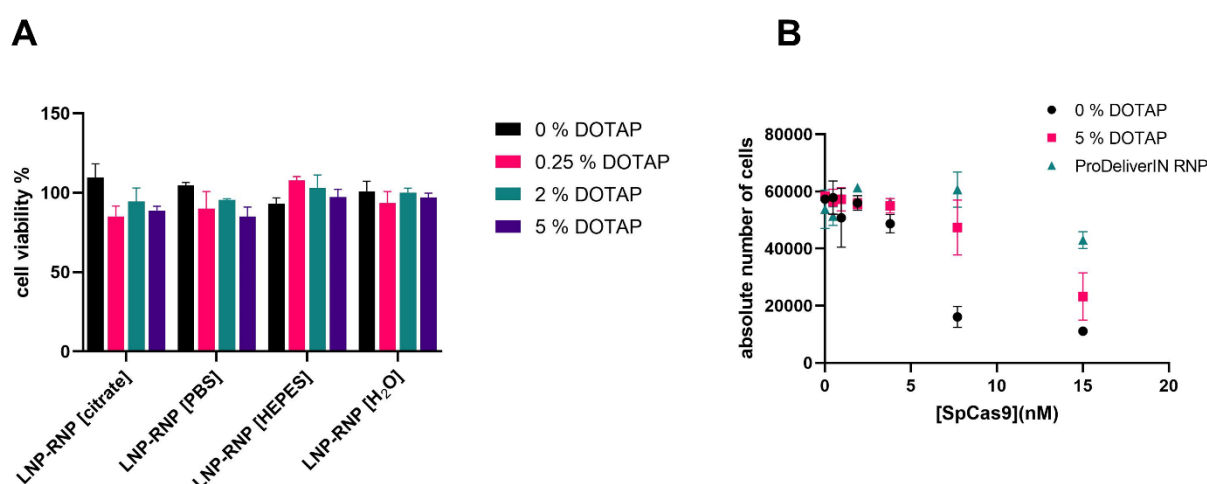 A
cell viability %
150
100
50
0
LNP-RNP [citrate]
LNP-RNP [PBS]
LNP-RNP [HEPES]
LNP-RNP [H₂O]
0 % DOTAP
0.25 % DOTAP
2 % DOTAP
5 % DOTAP
B
absolute number of cells
80000
60000
40000
20000
0
0 5 10 15 20
[SpCas9](nM)
0 % DOTAP
5 % DOTAP
ProDeliverIN RNP